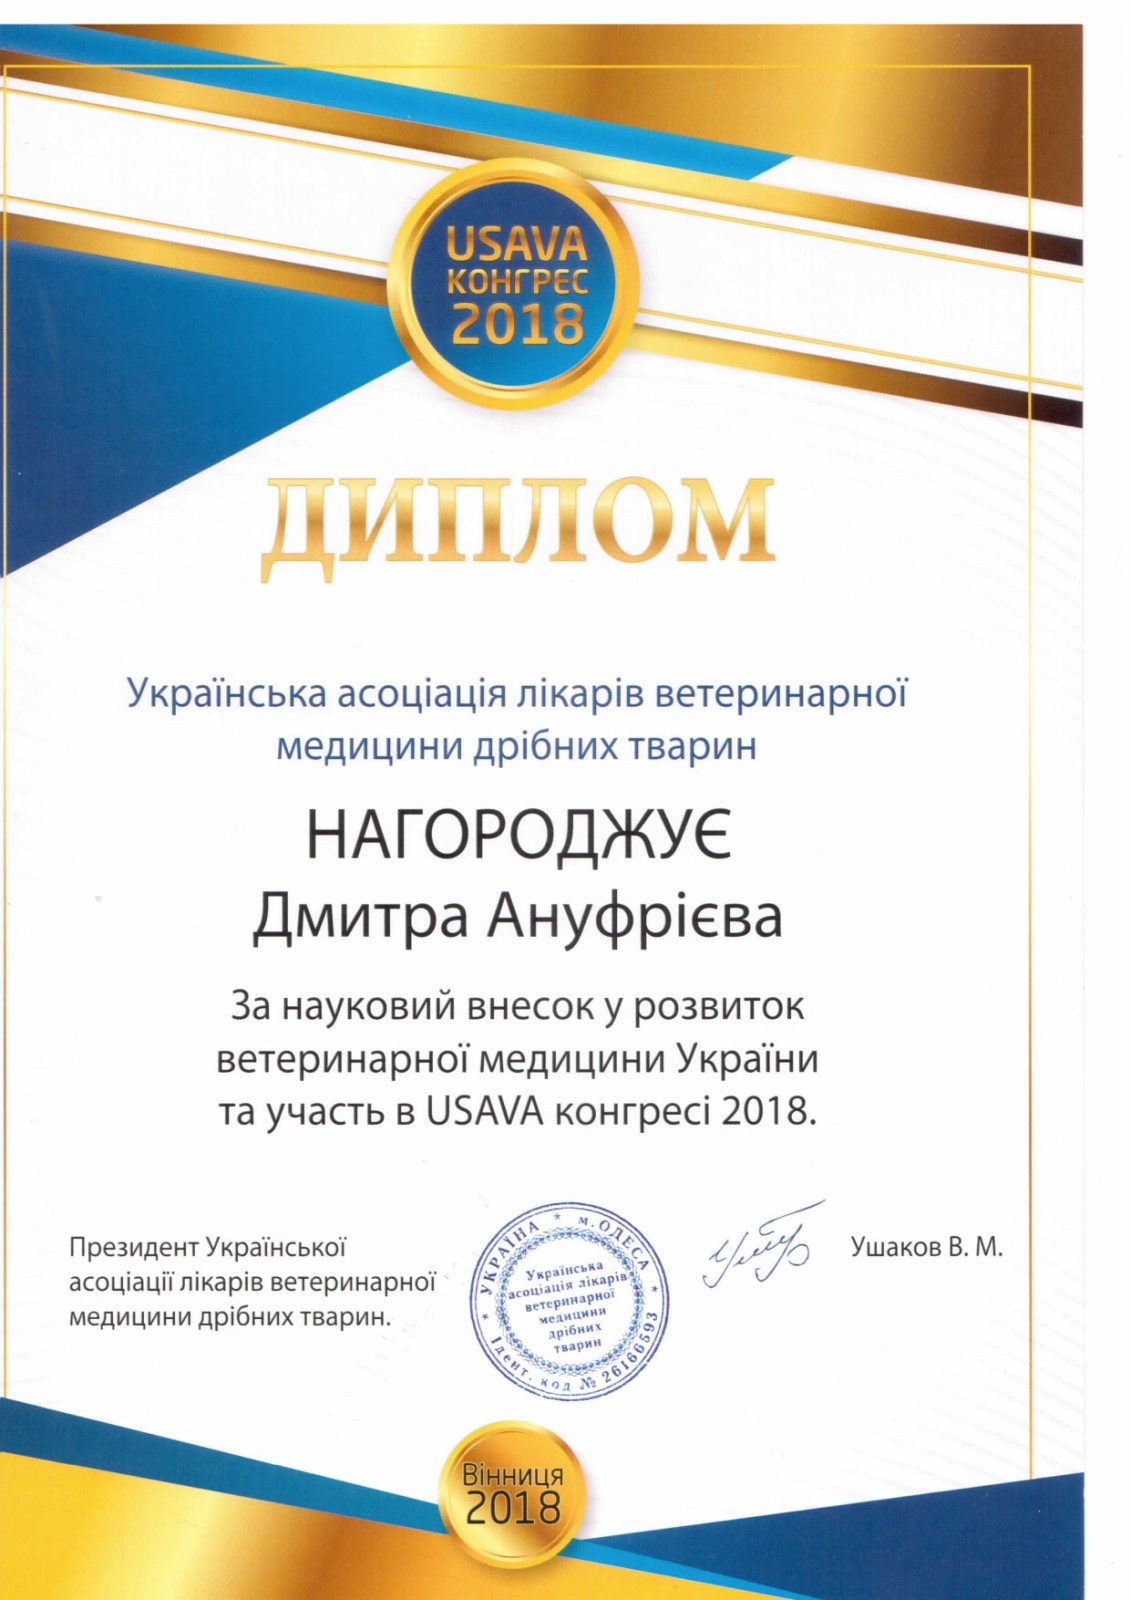 USAVA
КОНГРЕС
2018
ДИПЛОМ
Українська асоціація лікарів ветеринарної
медицини дрібних тварин
НАГОРОДЖУЄ
Дмитра Ануфрієва
За науковий внесок у розвиток
ветеринарної медицини України
та участь в USAVA конгресі 2018.
Президент Української
асоціації лікарів ветеринарної
медицини дрібних тварин.
* УКРАЇНА * м. ОДЕСА *
Ідент. код № 26166593
Українська
асоціація лікарів
ветеринарної
медицини
дрібних
тварин
Ушаков В. М.
Вінниця
2018